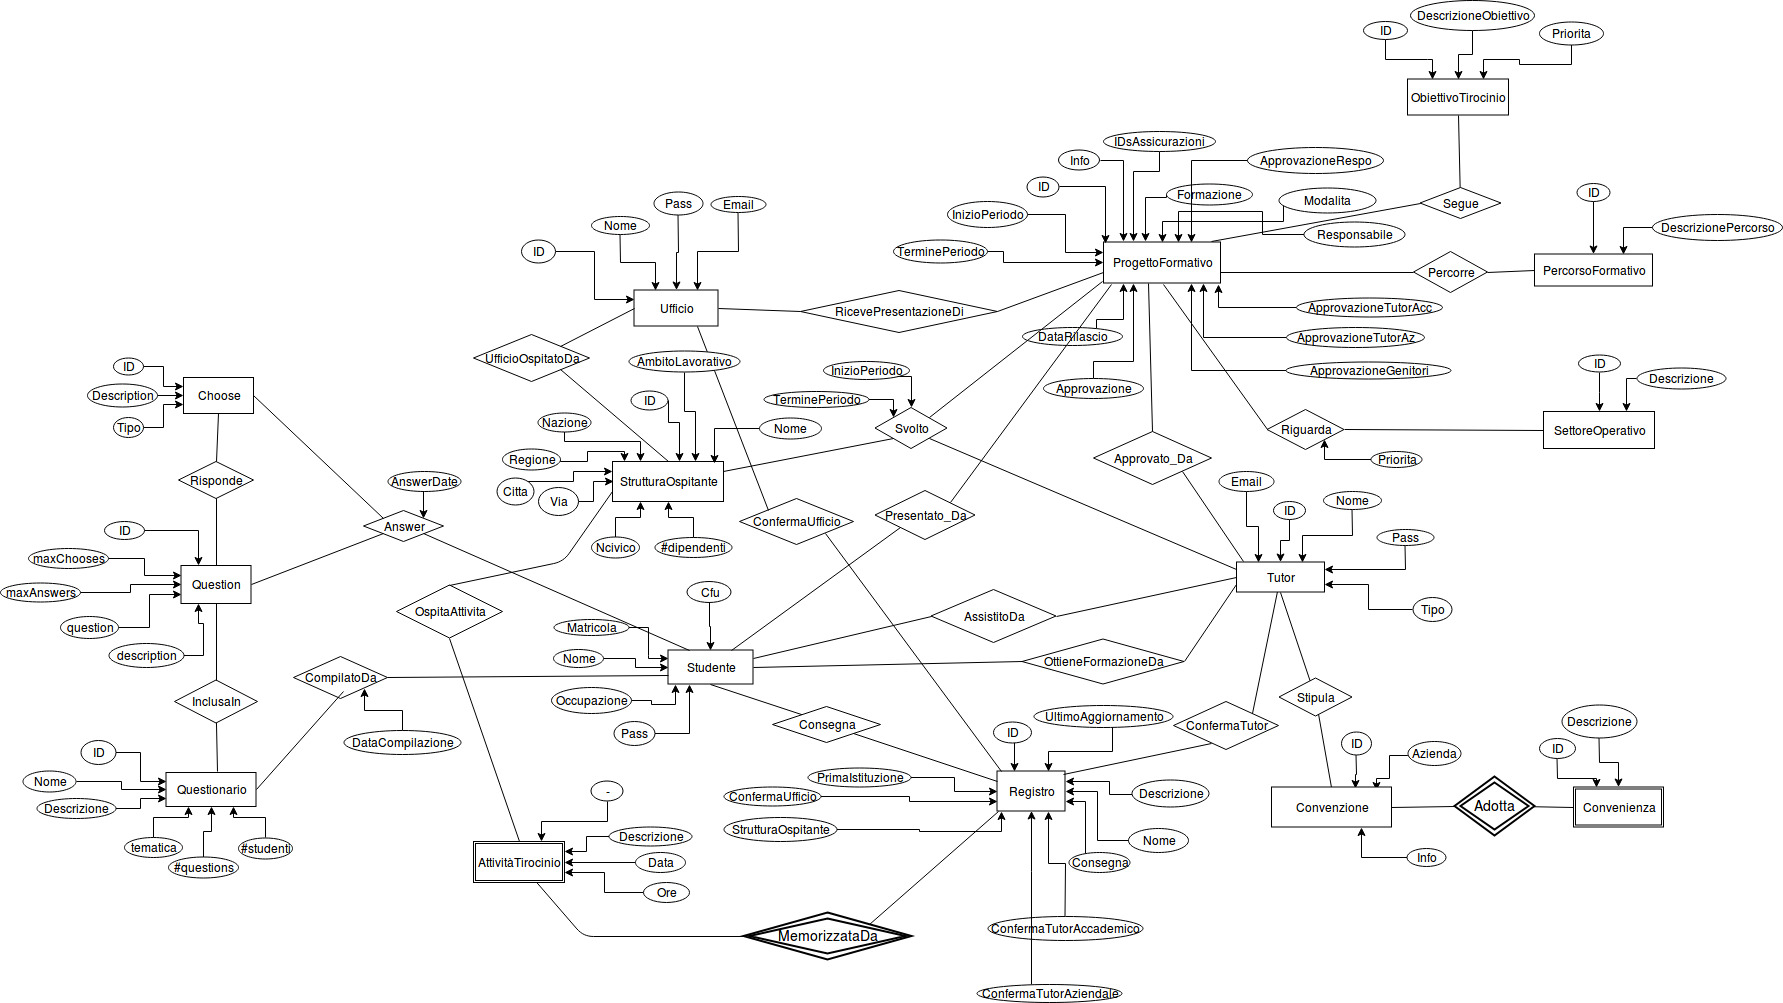 DescrizioneObiettivo
ID
Priorita
ObiettivoTirocinio
IDsAssicurazioni
Info
ApprovazioneRespo
ID
Formazione
Modalita
Segue
ID
InizioPeriodo
Responsabile
DescrizionePercorso
TerminePeriodo
ProgettoFormativo
Percorre
PercorsoFormativo
Pass
Email
Nome
ID
Ufficio
RicevePresentazioneDi
ApprovazioneTutorAcc
DataRilascio
ApprovazioneTutorAz
UfficioOspitatoDa
AmbitoLavorativo
InizioPeriodo
ApprovazioneGenitori
ID
Descrizione
Approvazione
ID
Choose
Description
Tipo
ID
TerminePeriodo
Nazione
Nome
Svolto
Riguarda
SettoreOperativo
Regione
Approvato_Da
Priorita
Risponde
AnswerDate
StrutturaOspitante
Citta
Via
Email
ID
Nome
ConfermaUfficio
Presentato_Da
Answer
ID
Ncivico
#dipendenti
Pass
maxChooses
Question
Tutor
maxAnswers
Cfu
OspitaAttivita
AssistitoDa
Tipo
question
Matricola
description
Nome
Studente
OttieneFormazioneDa
CompilatoDa
InclusaIn
Occupazione
Stipula
Pass
Consegna
UltimoAggiornamento
ConfermaTutor
Descrizione
DataCompilazione
ID
ID
ID
Azienda
ID
Nome
Questionario
PrimaIstituzione
Registro
Descrizione
-
ConfermaUfficio
Descrizione
Convenzione
Adotta
Convenienza
StrutturaOspitante
Descrizione
Nome
tematica
#studenti
#questions
AttivitàTirocinio
Data
Consegna
Info
Ore
ConfermaTutorAccademico
MemorizzataDa
ConfermaTutorAziendale